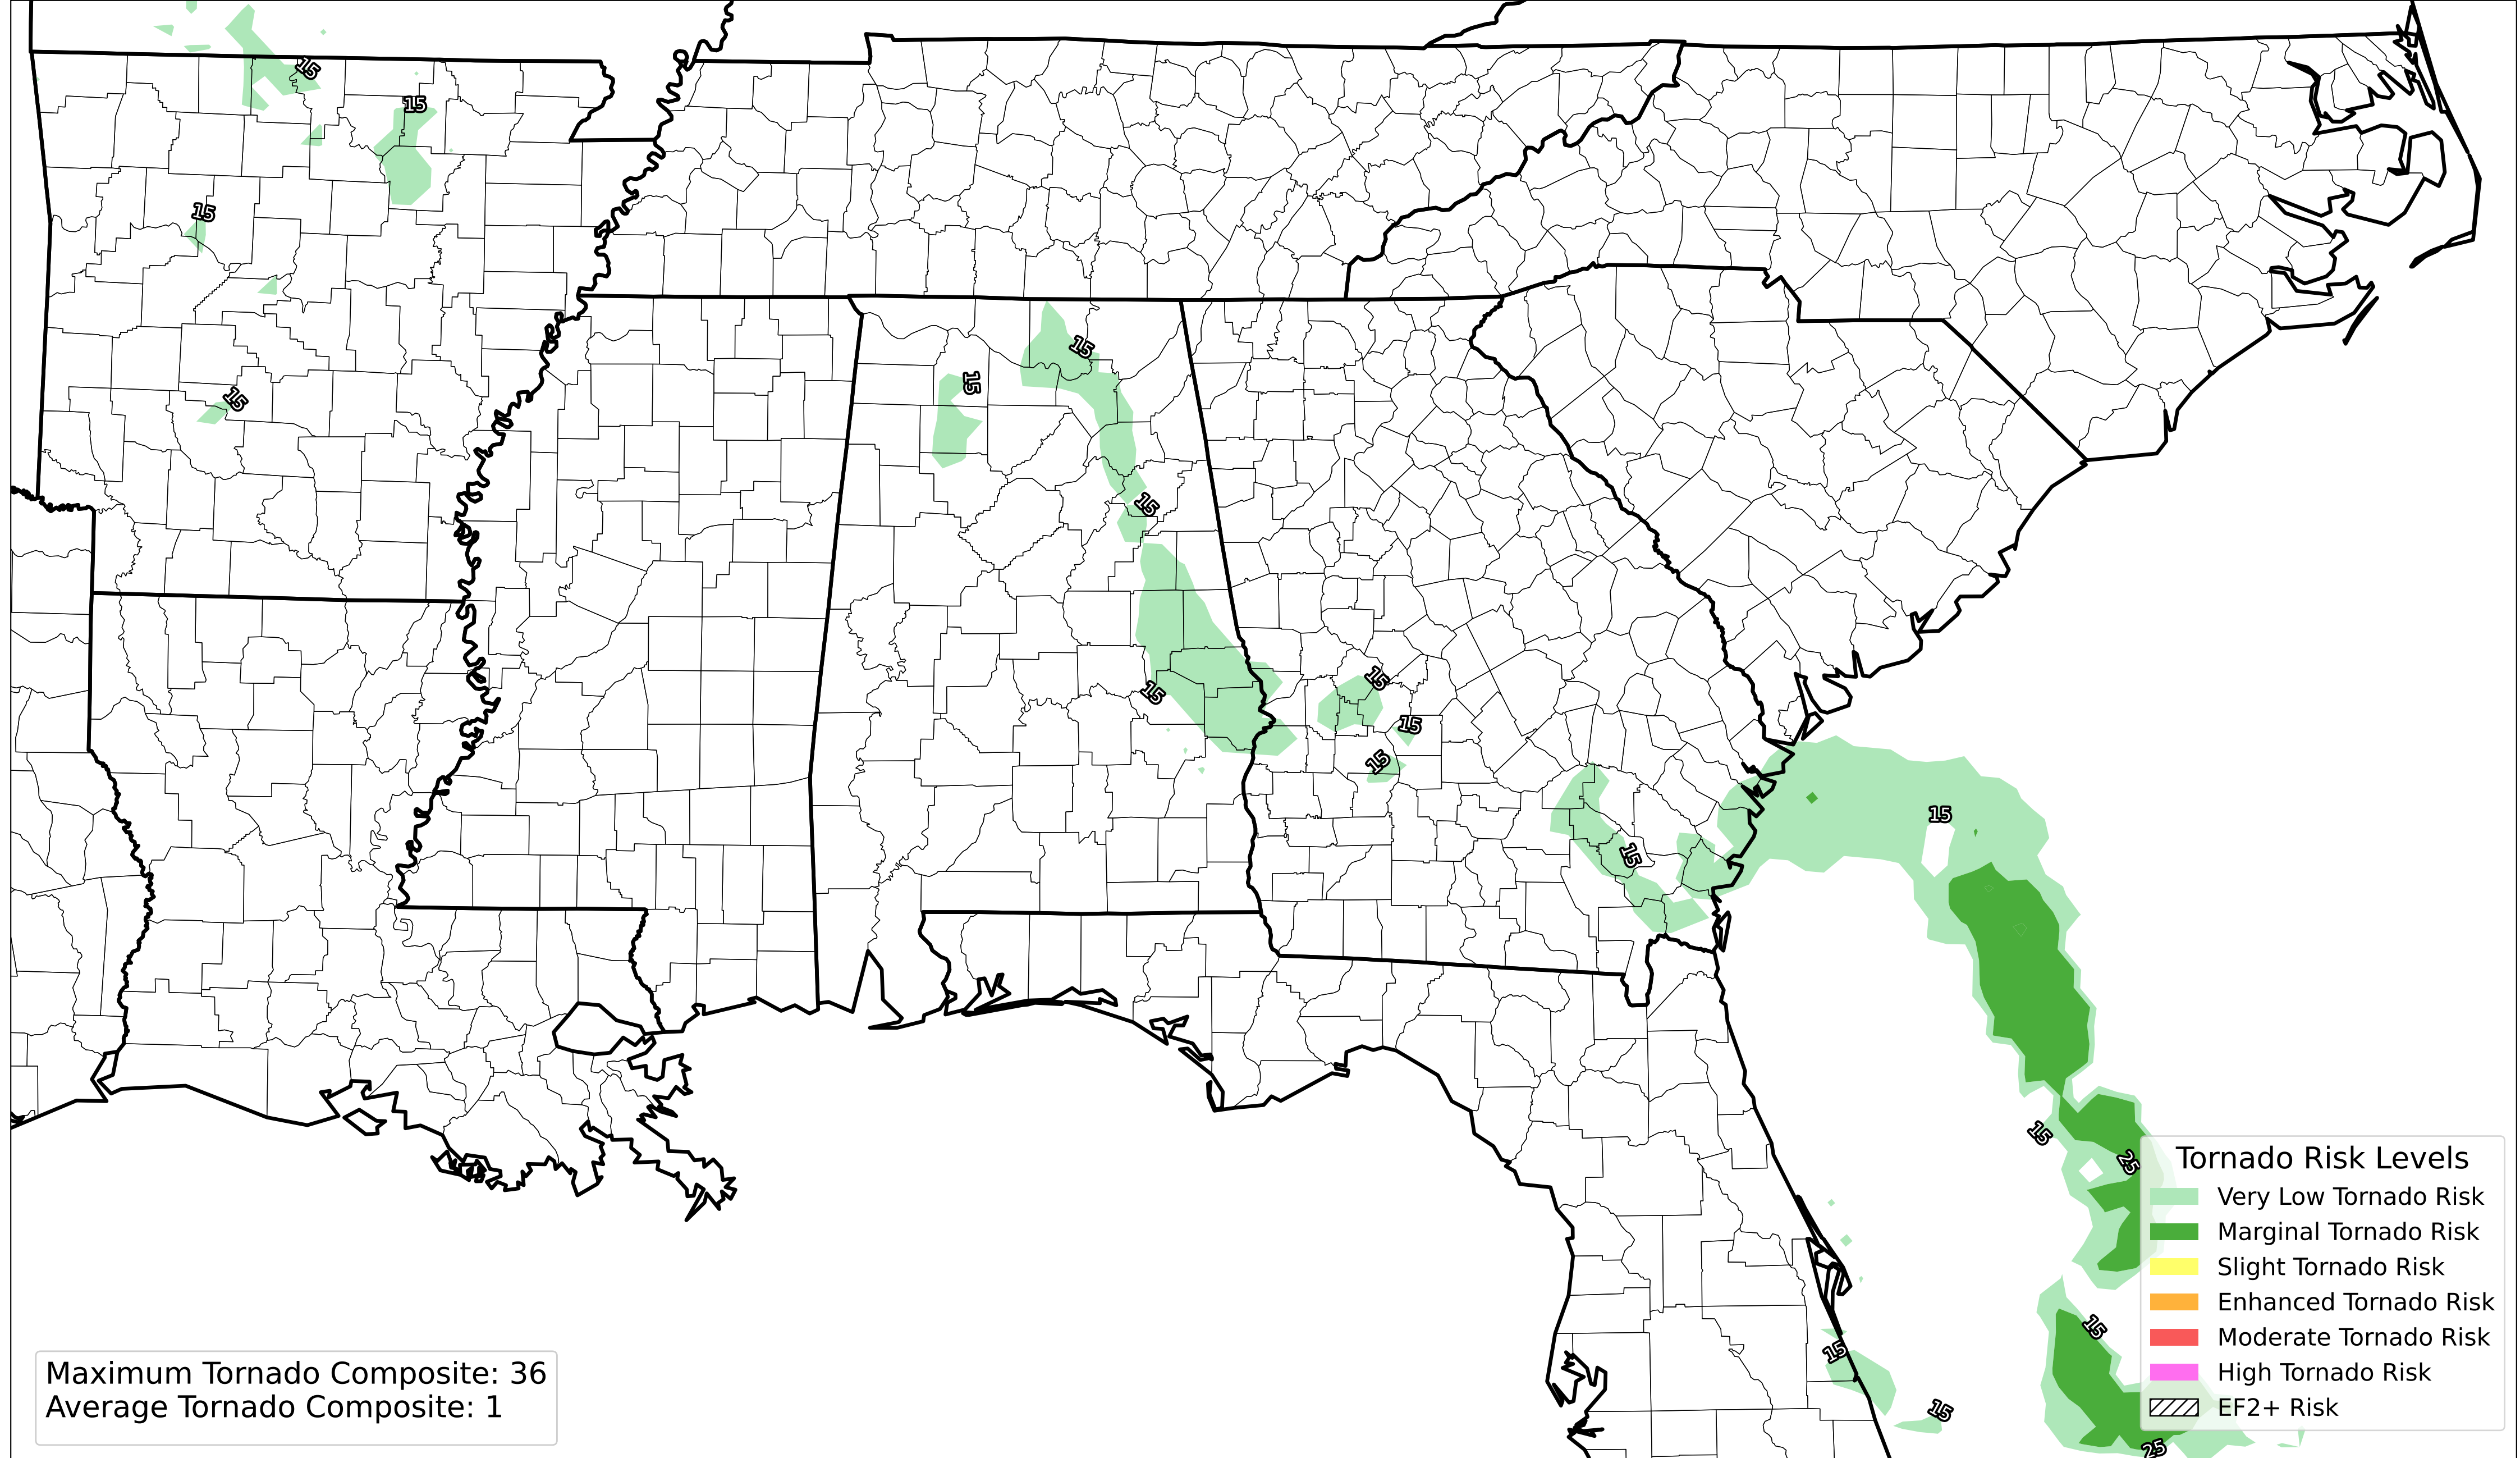 15
15
15
15
15
15
15
15
15
15
15
15
15
15
25
15
15
15
25
Tornado Risk Levels
Very Low Tornado Risk
Marginal Tornado Risk
Slight Tornado Risk
Enhanced Tornado Risk
Moderate Tornado Risk
High Tornado Risk
EF2+ Risk
Maximum Tornado Composite: 36
Average Tornado Composite: 1